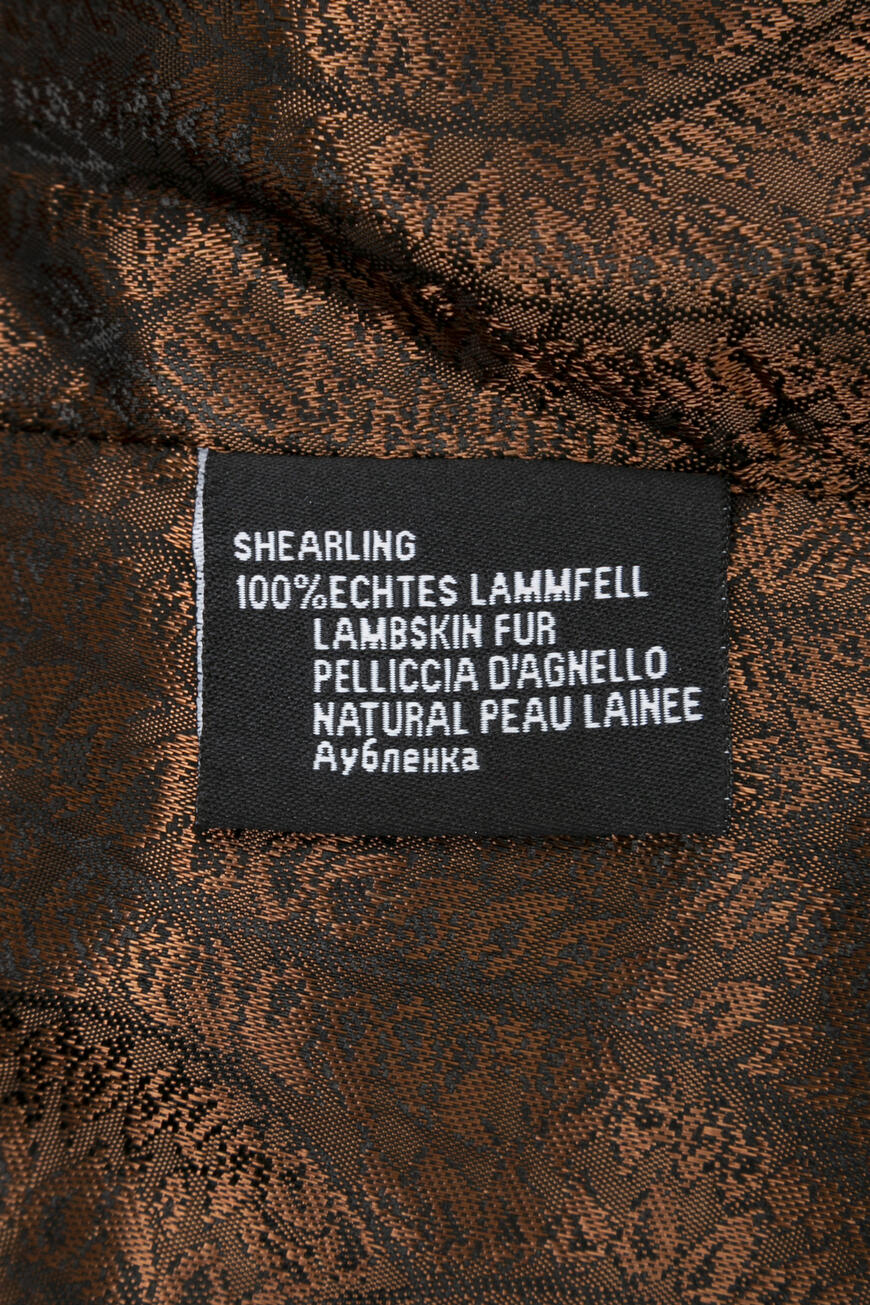 SHEARLING
100%ECHTES LAMMFELL
LAMBSKIN FUR
PELLICCIA D'AGNELLO
NATURAL PEAU LAINEE
Аубленка